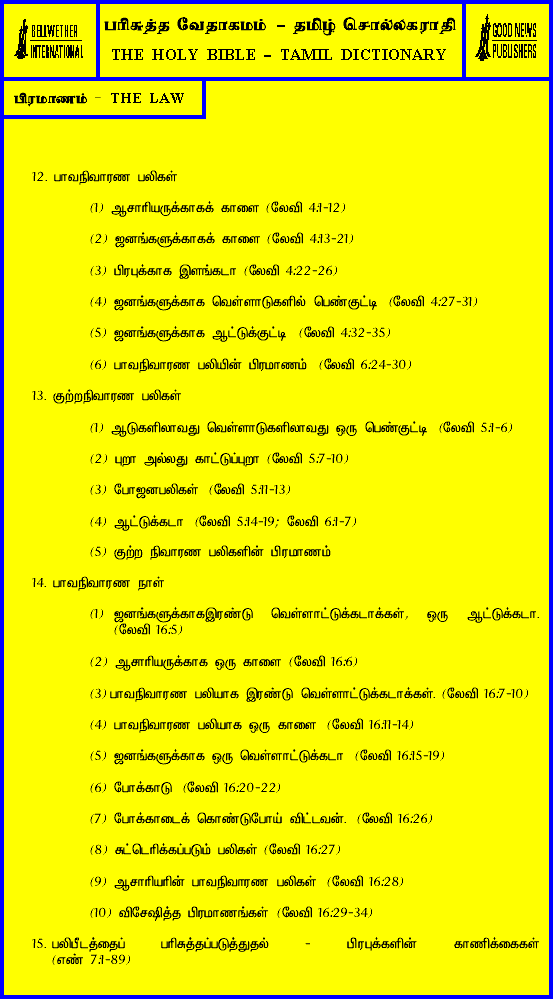 BELLWETHER
INTERNATIONAL
பரிசுத்த வேதாகமம் - தமிழ் சொல்லகராதி
THE HOLY BIBLE - TAMIL DICTIONARY
GOOD NEWS
PUBLISHERS
பிரமாணம் - THE LAW
12. பாவநிவாரண பலிகள்
(1) ஆசாரியருக்காகக் காளை (லேவி 4:1-12)
(2) ஜனங்களுக்காகக் காளை (லேவி 4:13-21)
(3) பிரபுக்காக இளங்கடா (லேவி 4:22-26)
(4) ஜனங்களுக்காக வெள்ளாடுகளில் பெண்குட்டி (லேவி 4:27-31)
(5) ஜனங்களுக்காக ஆட்டுக்குட்டி (லேவி 4:32-35)
(6) பாவநிவாரண பலியின் பிரமாணம் (லேவி 6:24-30)
13. குற்றநிவாரண பலிகள்
(1) ஆடுகளிலாவது வெள்ளாடுகளிலாவது ஒரு பெண்குட்டி (லேவி 5:1-6)
(2) புறா அல்லது காட்டுப்புறா (லேவி 5:7-10)
(3) போஜனபலிகள் (லேவி 5:11-13)
(4) ஆட்டுக்கடா (லேவி 5:14-19; லேவி 6:1-7)
(5) குற்ற நிவாரண பலிகளின் பிரமாணம்
14. பாவநிவாரண நாள்
(1) ஜனங்களுக்காகஇரண்டு வெள்ளாட்டுக்கடாக்கள், ஒரு ஆட்டுக்கடா.
(லேவி 16:5)
(2) ஆசாரியருக்காக ஒரு காளை (லேவி 16:6)
(3) பாவநிவாரண பலியாக இரண்டு வெள்ளாட்டுக்கடாக்கள். (லேவி 16:7-10)
(4) பாவநிவாரண பலியாக ஒரு காளை (லேவி 16:11-14)
(5) ஜனங்களுக்காக ஒரு வெள்ளாட்டுக்கடா (லேவி 16:15-19)
(6) போக்காடு (லேவி 16:20-22)
(7) போக்காடைக் கொண்டுபோய் விட்டவன். (லேவி 16:26)
(8) சுட்டெரிக்கப்படும் பலிகள் (லேவி 16:27)
(9) ஆசாரியரின் பாவநிவாரண பலிகள் (லேவி 16:28)
(10) விசேஷித்த பிரமாணங்கள் (லேவி 16:29-34)
15. பலிபீடத்தைப் பரிசுத்தப்படுத்துதல் - பிரபுக்களின் காணிக்கைகள்
(எண் 7:1-89)